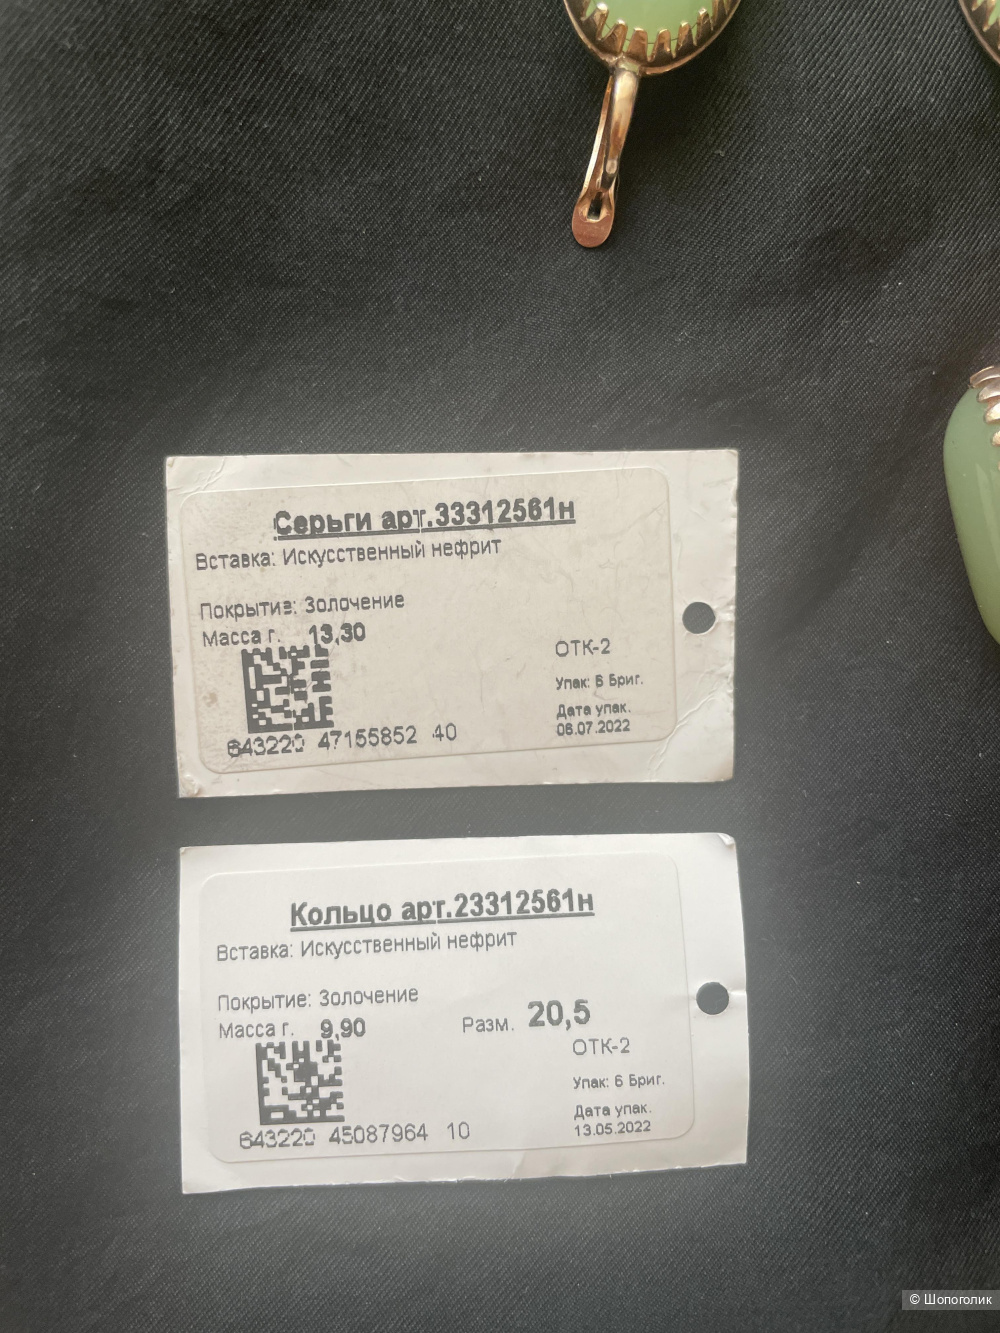 Серьги арт.33312561н
Вставка: Искусственный нефрит
Покрытие: Золочение
Масса г. 13,30
ОТК-2
Упак: 6 Бриг.
Дата упак.
06.07.2022
643220 47155852 40
Кольцо арт.23312561н
Вставка: Искусственный нефрит
Покрытие: Золочение
Масса г. 9,90
Разм. 20,5
ОТК-2
Упак: 6 Бриг.
Дата упак.
13.05.2022
643220 45087964 10
© Шопоголик